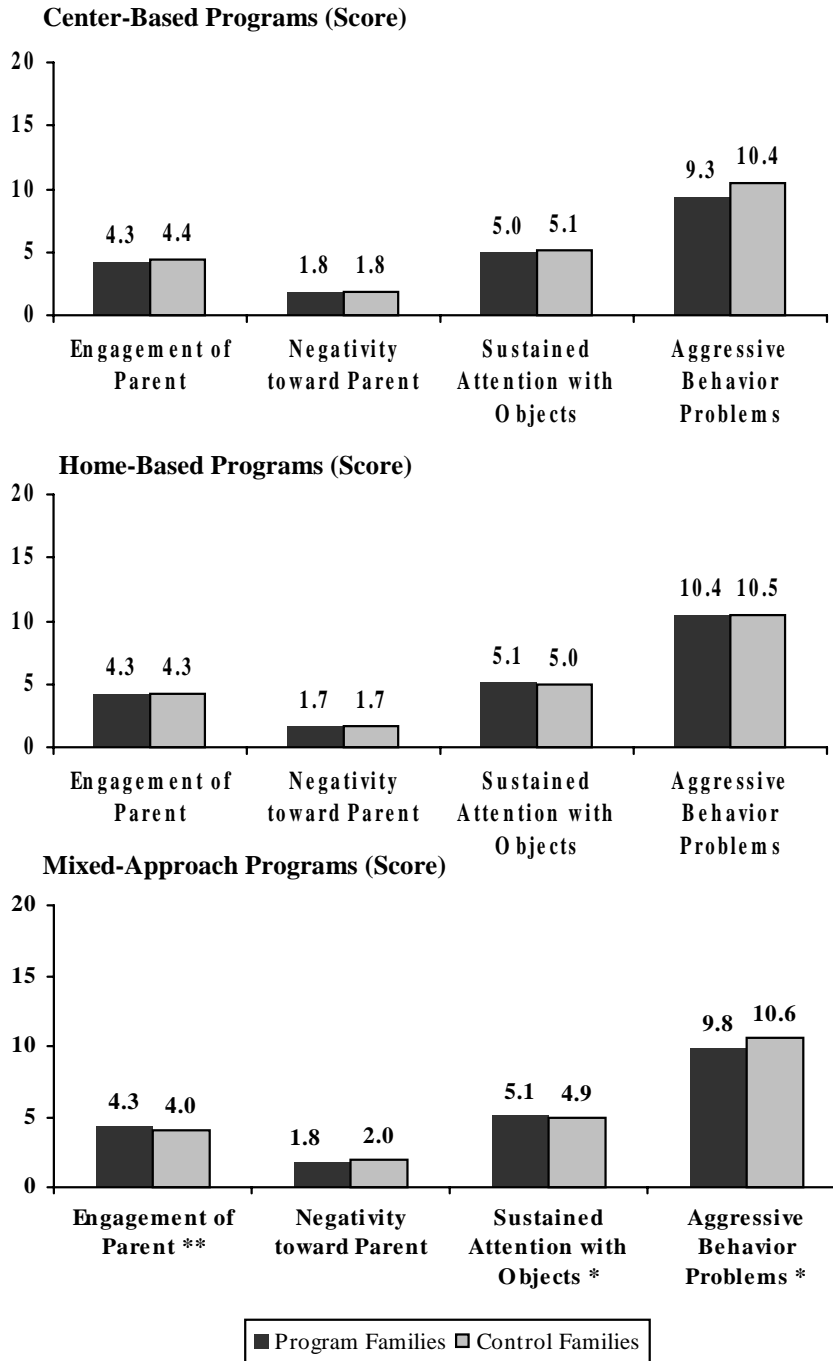 Center-Based Programs (Score)
20
15
10
5
0
4.3 4.4
1.8 1.8
5.0 5.1
9.3 10.4
Engagement of
Parent
Negativity
toward Parent
Sustained
Attention with
Objects
Aggressive
Behavior
Problems
Home-Based Programs (Score)
20
15
10
5
0
4.3 4.3
1.7 1.7
5.1 5.0
10.4 10.5
Engagement of
Parent
Negativity
toward Parent
Sustained
Attention with
Objects
Aggressive
Behavior
Problems
Mixed-Approach Programs (Score)
20
15
10
5
0
4.3 4.0
1.8 2.0
5.1 4.9
9.8 10.6
Engagement of
Parent **
Negativity
toward Parent
Sustained
Attention with
Objects *
Aggressive
Behavior
Problems *
Program Families Control Families